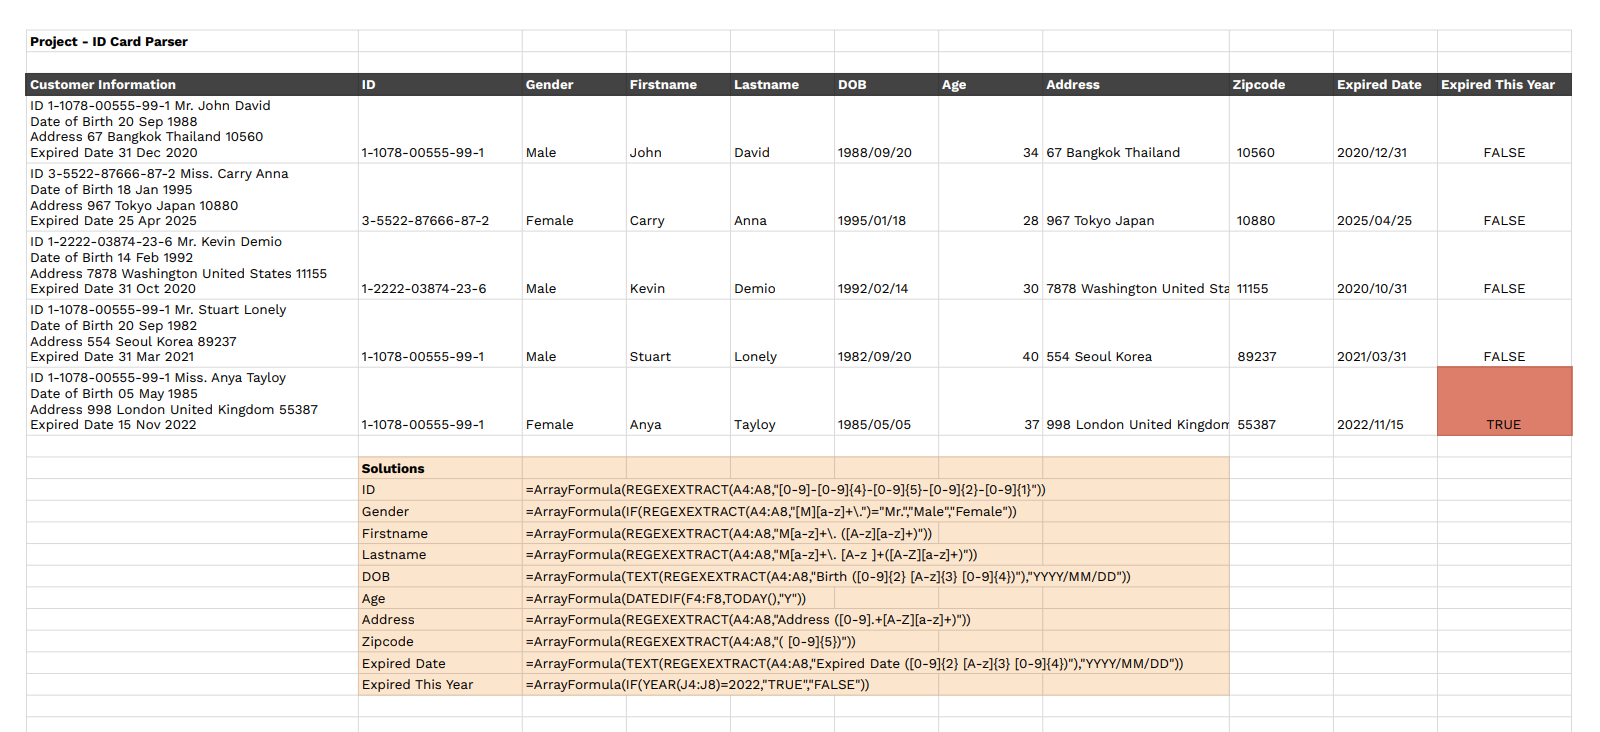 Project - ID Card Parser
Customer Information ID Gender Firstname Lastname DOB Age Address Zipcode Expired Date Expired This Year
ID 1-1078-00555-99-1 Mr. John David
Date of Birth 20 Sep 1988
Address 67 Bangkok Thailand 10560
Expired Date 31 Dec 2020 1-1078-00555-99-1 Male John David 1988/09/20 34 67 Bangkok Thailand 10560 2020/12/31 FALSE
ID 3-5522-87666-87-2 Miss. Carry Anna
Date of Birth 18 Jan 1995
Address 967 Tokyo Japan 10880
Expired Date 25 Apr 2025 3-5522-87666-87-2 Female Carry Anna 1995/01/18 28 967 Tokyo Japan 10880 2025/04/25 FALSE
ID 1-2222-03874-23-6 Mr. Kevin Demio
Date of Birth 14 Feb 1992
Address 7878 Washington United States 11155
Expired Date 31 Oct 2020 1-2222-03874-23-6 Male Kevin Demio 1992/02/14 30 7878 Washington United Sta 11155 2020/10/31 FALSE
ID 1-1078-00555-99-1 Mr. Stuart Lonely
Date of Birth 20 Sep 1982
Address 554 Seoul Korea 89237
Expired Date 31 Mar 2021 1-1078-00555-99-1 Male Stuart Lonely 1982/09/20 40 554 Seoul Korea 89237 2021/03/31 FALSE
ID 1-1078-00555-99-1 Miss. Anya Tayloy
Date of Birth 05 May 1985
Address 998 London United Kingdom 55387
Expired Date 15 Nov 2022 1-1078-00555-99-1 Female Anya Tayloy 1985/05/05 37 998 London United Kingdom 55387 2022/11/15 TRUE
Solutions
ID =ArrayFormula(REGEXEXTRACT(A4:A8,"[0-9]-[0-9]{4}-[0-9]{5}-[0-9]{2}-[0-9]{1}"))
Gender =ArrayFormula(IF(REGEXEXTRACT(A4:A8,"[M][a-z]+\.")="Mr.","Male","Female"))
Firstname =ArrayFormula(REGEXEXTRACT(A4:A8,"M[a-z]+\. ([A-z][a-z]+)"))
Lastname =ArrayFormula(REGEXEXTRACT(A4:A8,"M[a-z]+\. [A-z ]+([A-Z][a-z]+)"))
DOB =ArrayFormula(TEXT(REGEXEXTRACT(A4:A8,"Birth ([0-9]{2} [A-z]{3} [0-9]{4})"),"YYYY/MM/DD"))
Age =ArrayFormula(DATEDIF(F4:F8,TODAY(),"Y"))
Address =ArrayFormula(REGEXEXTRACT(A4:A8,"Address ([0-9].+[A-Z][a-z]+)"))
Zipcode =ArrayFormula(REGEXEXTRACT(A4:A8,"( [0-9]{5})"))
Expired Date =ArrayFormula(TEXT(REGEXEXTRACT(A4:A8,"Expired Date ([0-9]{2} [A-z]{3} [0-9]{4})"),"YYYY/MM/DD"))
Expired This Year =ArrayFormula(IF(YEAR(J4:J8)=2022,"TRUE","FALSE"))